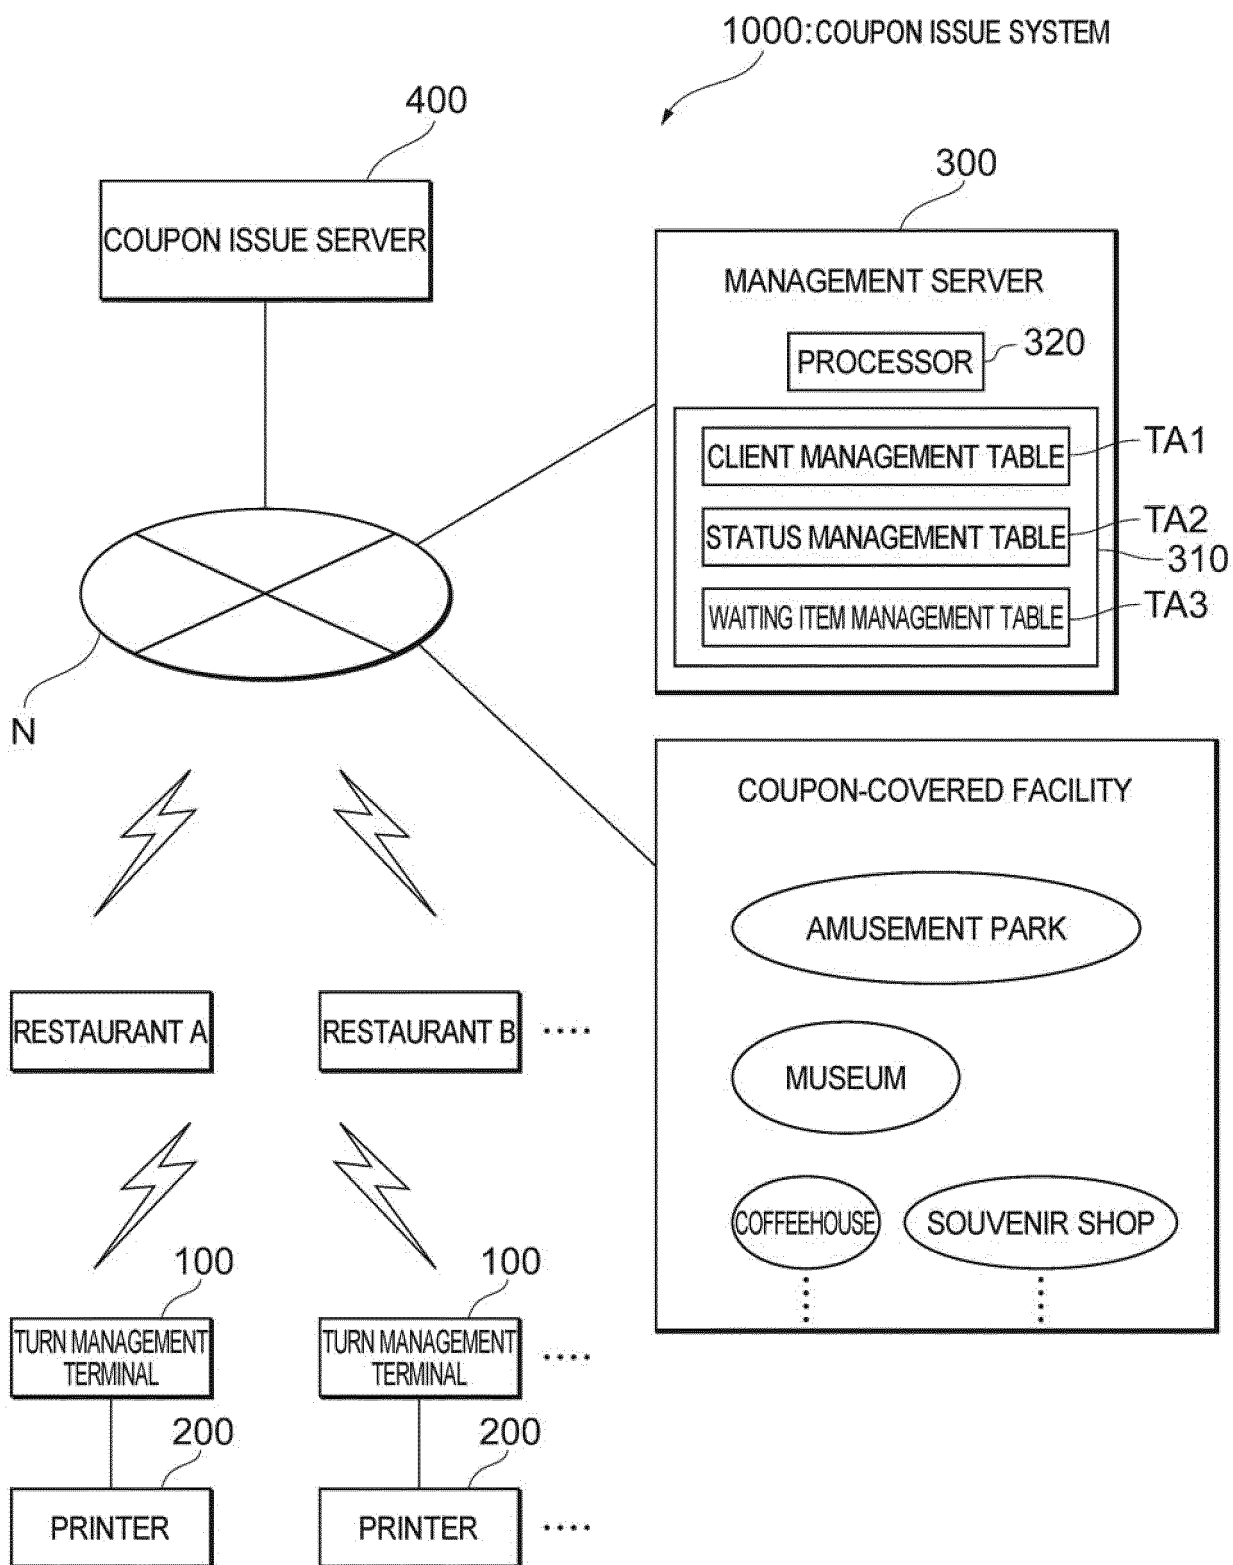 1000:COUPON ISSUE SYSTEM
400
COUPON ISSUE SERVER
300
MANAGEMENT SERVER
PROCESSOR
320
CLIENT MANAGEMENT TABLE
TA1
STATUS MANAGEMENT TABLE
TA2
310
WAITING ITEM MANAGEMENT TABLE
TA3
N
COUPON-COVERED FACILITY
AMUSEMENT PARK
MUSEUM
COFFEEHOUSE
SOUVENIR SHOP
RESTAURANT A
RESTAURANT B
100
TURN MANAGEMENT
TERMINAL
100
TURN MANAGEMENT
TERMINAL
200
PRINTER
200
PRINTER